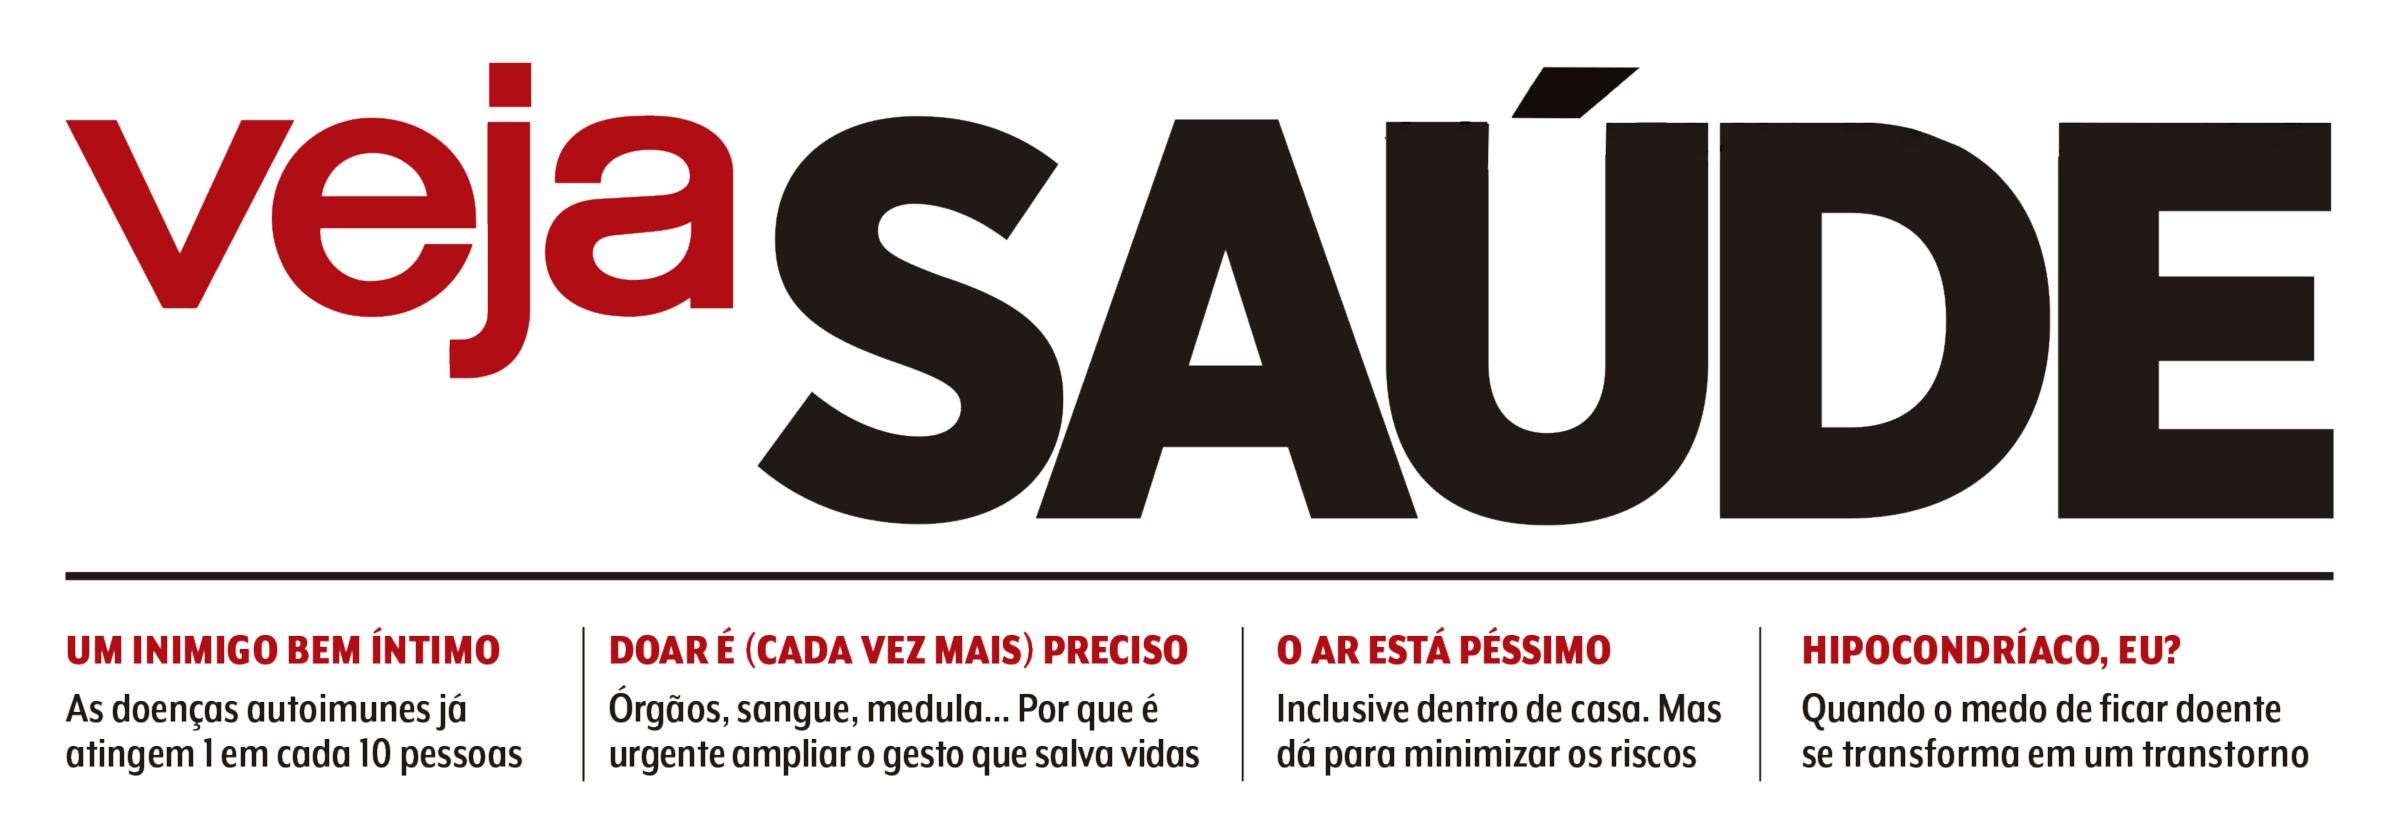 veja SAÚDE
UM INIMIGO BEM ÍNTIMO
As doenças autoimunes já
atingem 1 em cada 10 pessoas
DOAR É (CADA VEZ MAIS) PRECISO
Órgãos, sangue, medula... Por que é
urgente ampliar o gesto que salva vidas
O AR ESTÁ PÉSSIMO
Inclusive dentro de casa. Mas
dá para minimizar os riscos
HIPOCONDRÍACO, EU?
Quando o medo de ficar doente
se transforma em um transtorno